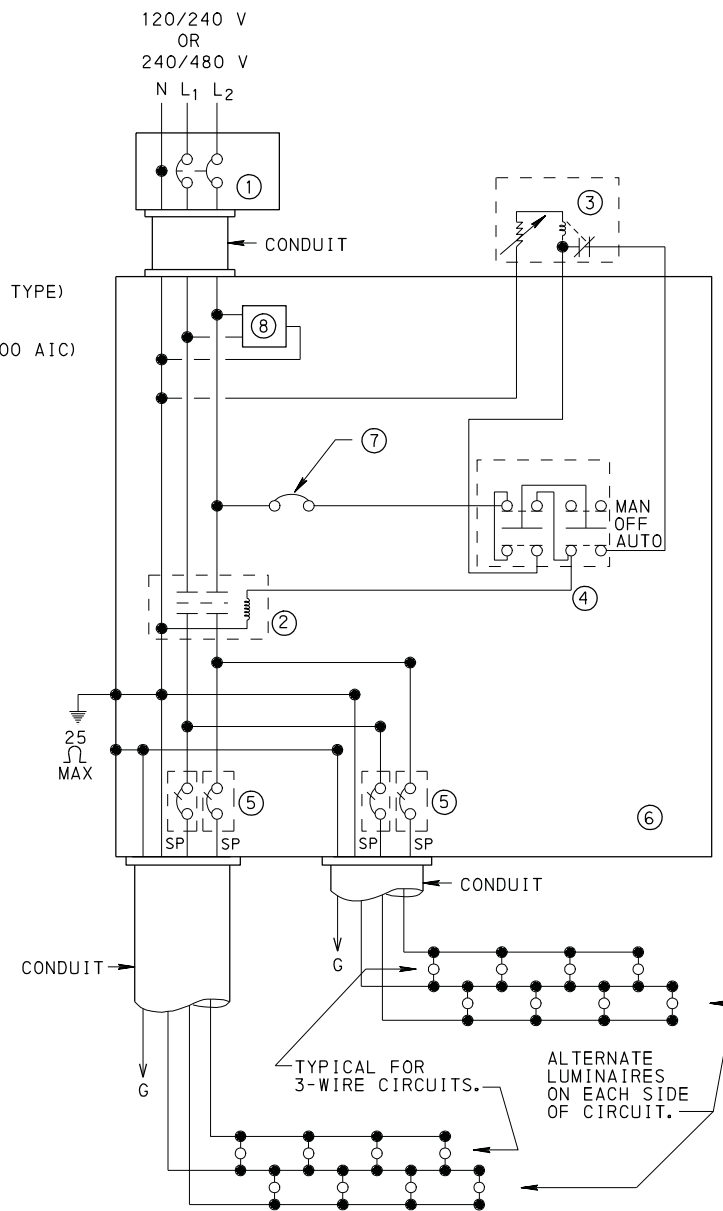 120/240 V
OR
240/480 V
N L1 L2
1
3
CONDUIT
TYPE)
8
00 AIC)
7
MAN
OFF
AUTO
4
2
25
Ω
MAX
5
5
6
SP SP SP SP
CONDUIT
CONDUIT
G
TYPICAL FOR
3-WIRE CIRCUITS.
ALTERNATE
LUMINAIRES
ON EACH SIDE
OF CIRCUIT.
G